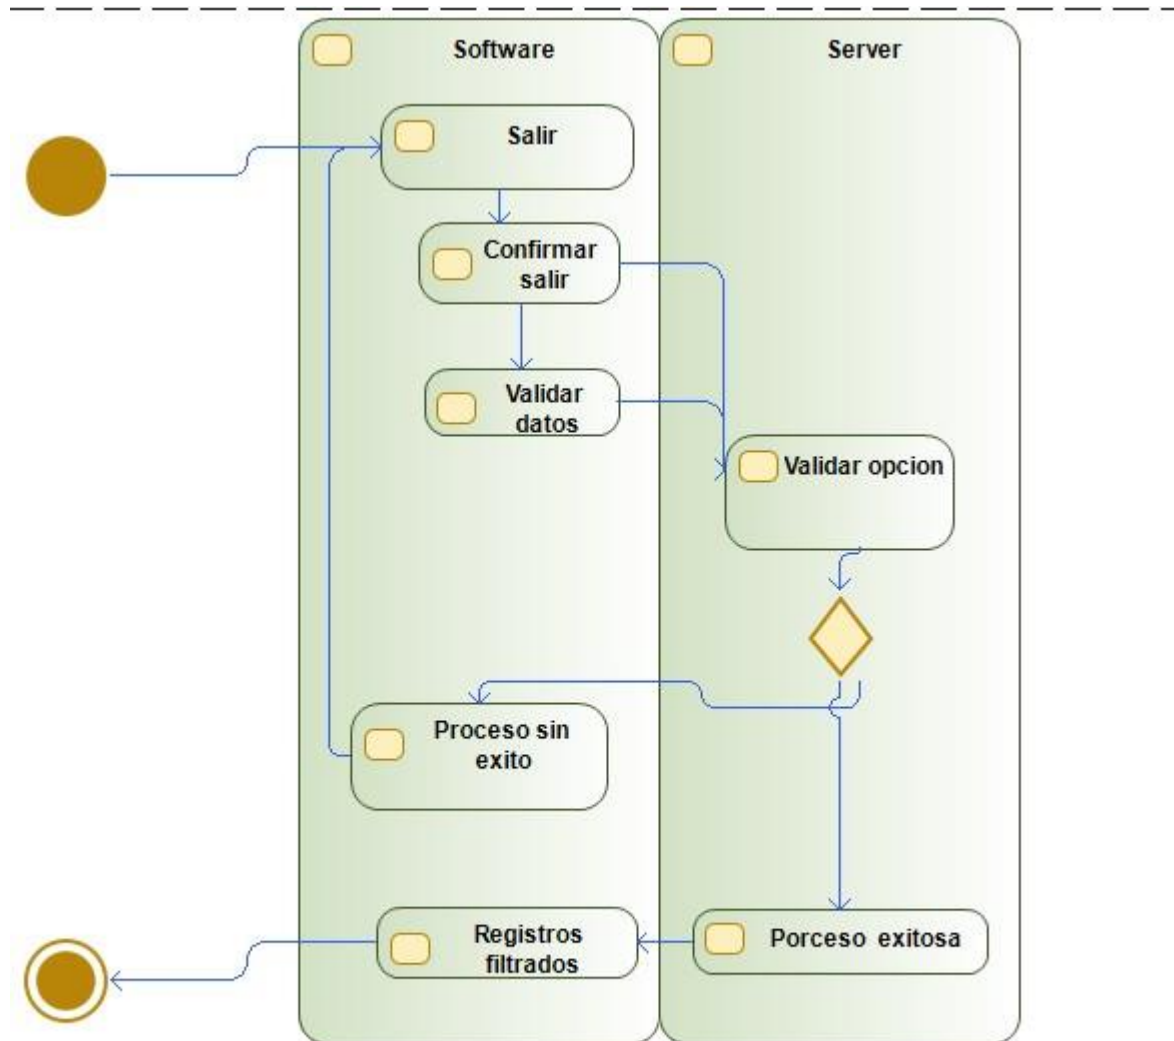 Software
Server
Salir
Confirmar
salir
Validar
datos
Validar opcion
Proceso sin
exito
Registros
filtrados
Porceso exitosa